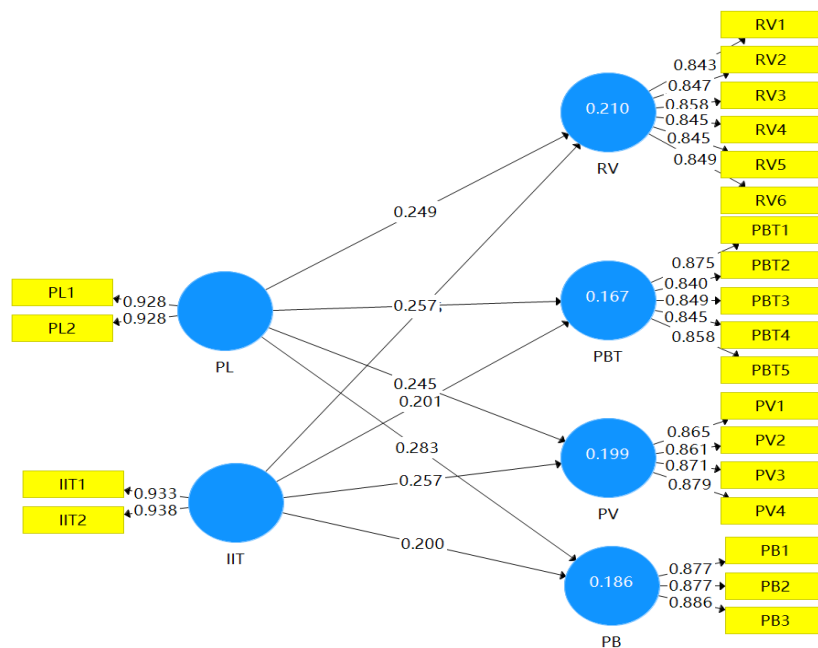 RV1
RV2
RV3
RV4
RV5
RV6
0.843
0.847
0.858
0.845
0.845
0.849
0.210
RV
0.249
PL1
PL2
0.928
0.928
PL
0.257
PBT1
PBT2
PBT3
PBT4
PBT5
0.875
0.840
0.849
0.845
0.858
0.167
PBT
0.245
0.201
0.283
PV1
PV2
PV3
PV4
0.865
0.861
0.871
0.879
0.199
PV
0.257
IIT1
IIT2
0.933
0.938
IIT
0.200
PB1
PB2
PB3
0.877
0.877
0.886
0.186
PB